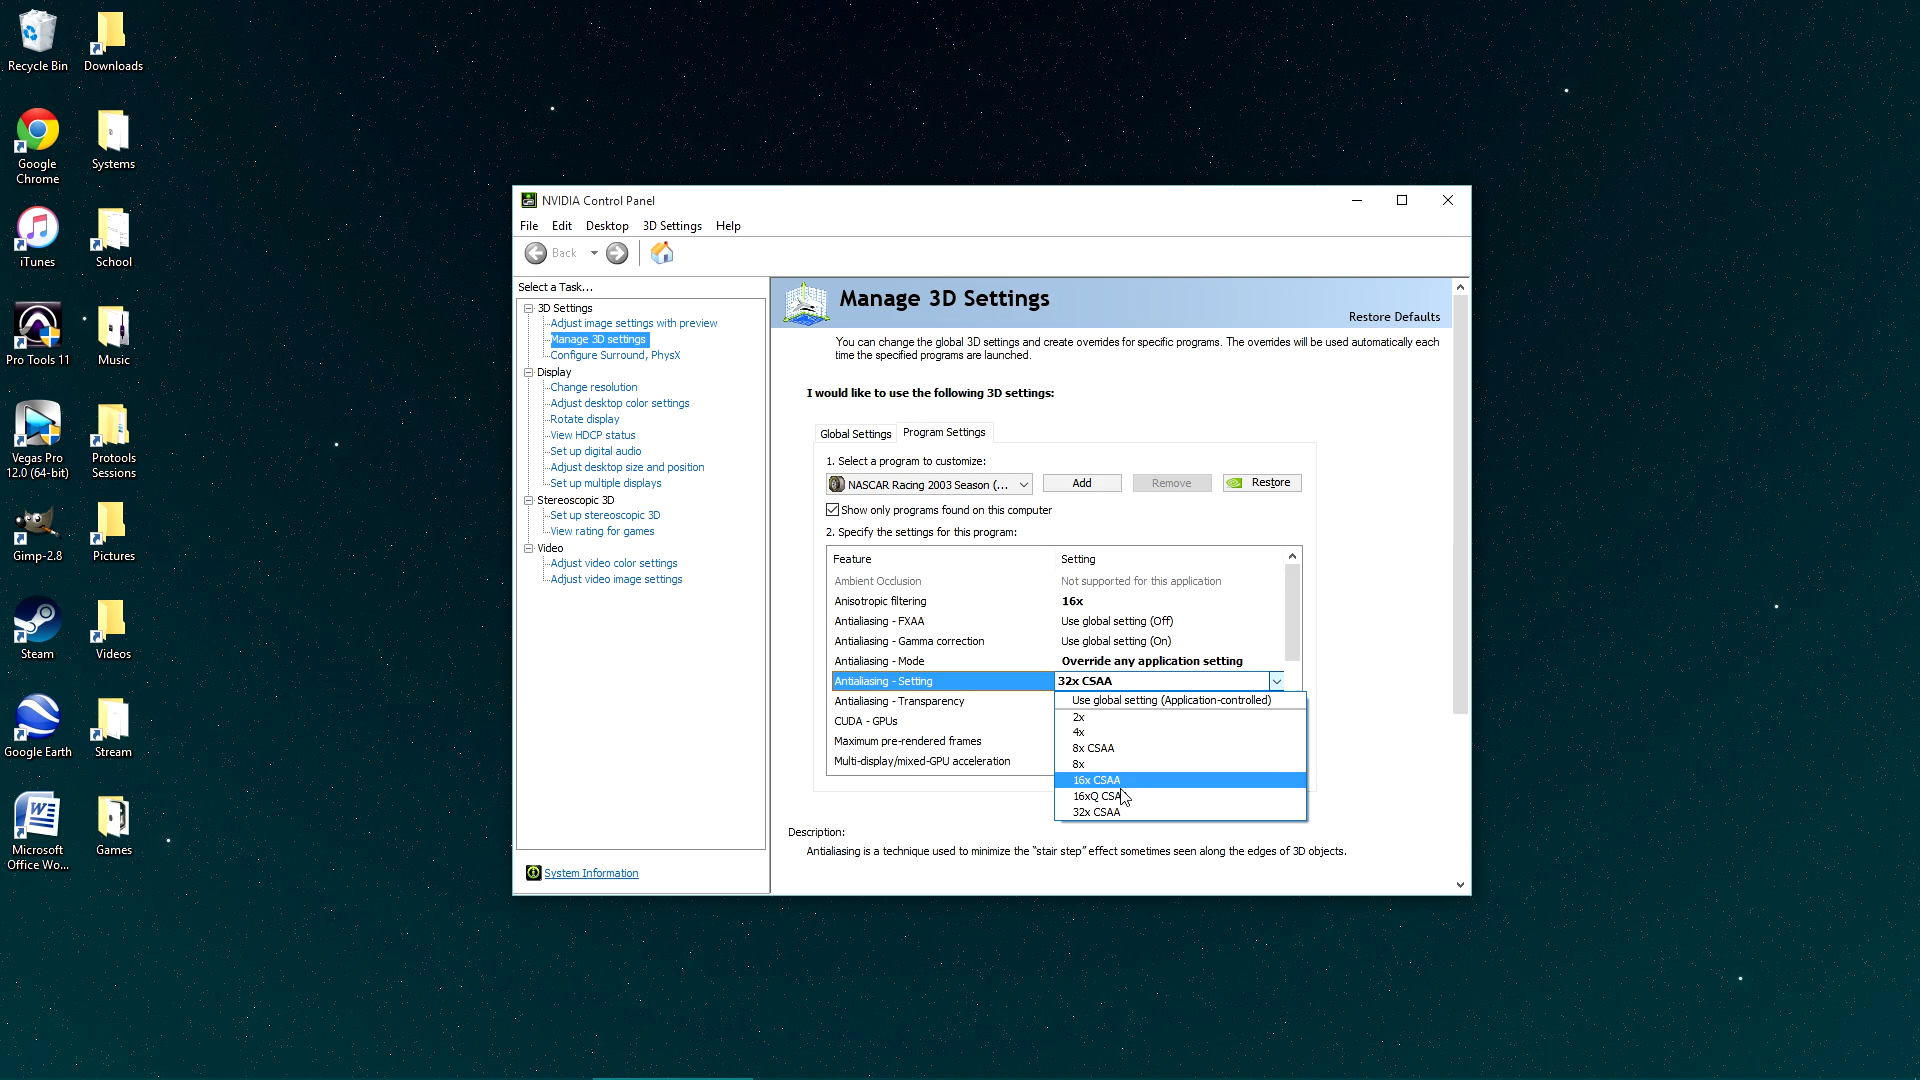 Recycle Bin
Downloads
Google
Chrome
Systems
iTunes
School
Pro Tools 11
Music
Vegas Pro
12.0 (64-bit)
Protools
Sessions
Gimp-2.8
Pictures
Steam
Videos
Google Earth
Stream
Microsoft
Office Wo...
Games
NVIDIA Control Panel
File Edit Desktop 3D Settings Help
Back
Select a Task...
3D Settings
Adjust image settings with preview
Manage 3D settings
Configure Surround, PhysX
Display
Change resolution
Adjust desktop color settings
Rotate display
View HDCP status
Set up digital audio
Adjust desktop size and position
Set up multiple displays
Stereoscopic 3D
Set up stereoscopic 3D
View rating for games
Video
Adjust video color settings
Adjust video image settings
System Information
Manage 3D Settings
Restore Defaults
You can change the global 3D settings and create overrides for specific programs. The overrides will be used automatically each
time the specified programs are launched.
I would like to use the following 3D settings:
Global Settings Program Settings
1. Select a program to customize:
NASCAR Racing 2003 Season (... Add Remove Restore
Show only programs found on this computer
2. Specify the settings for this program:
Feature Setting
Ambient Occlusion Not supported for this application
Anisotropic filtering 16x
Antialiasing - FXAA Use global setting (Off)
Antialiasing - Gamma correction Use global setting (On)
Antialiasing - Mode Override any application setting
Antialiasing - Setting 32x CSAA
Antialiasing - Transparency
CUDA - GPUs
Maximum pre-rendered frames
Multi-display/mixed-GPU acceleration
Use global setting (Application-controlled)
2x
4x
8x CSAA
8x
16x CSAA
16xQ CSA
32x CSAA
Description:
Antialiasing is a technique used to minimize the "stair step" effect sometimes seen along the edges of 3D objects.